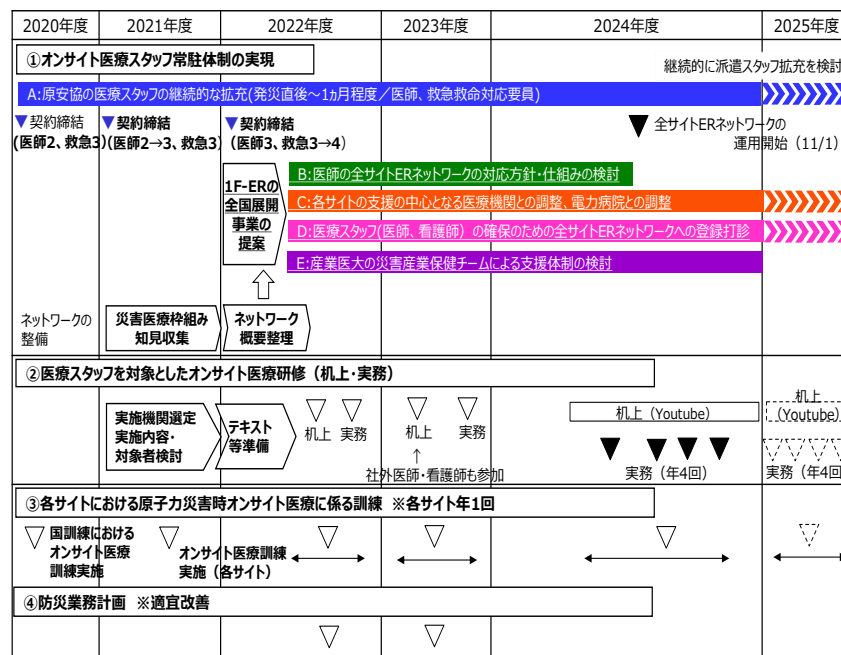 2020年度
2021年度
2022年度
2023年度
2024年度
2025年度
①オンサイト医療スタッフ常駐体制の実現
継続的に派遣スタッフ拡充を検討
A:原安協の医療スタッフの継続的な拡充(発災直後～1ヵ月程度／医師、救急救命対応要員)
▼契約締結
(医師2、救急3)
▼契約締結
(医師2→3、救急3)
▼契約締結
(医師3、救急3→4)
▼ 全サイトERネットワークの
運用開始（11/1）
1F-ERの
全国展開
事業の
提案
B:医師の全サイトERネットワークの対応方針・仕組みの検討
C:各サイトの支援の中心となる医療機関との調整、電力病院との調整
D:医療スタッフ(医師、看護師）の確保のための全サイトERネットワークへの登録打診
E:産業医大の災害産業保健チームによる支援体制の検討
ネットワークの
整備
災害医療枠組み
知見収集
ネットワーク
概要整理
②医療スタッフを対象としたオンサイト医療研修（机上・実務）
実施機関選定
実施内容・
対象者検討
テキスト
等準備
机上
実務
机上
実務
↑
社外医師・看護師も参加
机上（Youtube）
実務（年4回）
机上
(Youtube)
実務（年4回
③各サイトにおける原子力災害時オンサイト医療に係る訓練 ※各サイト年1回
国訓練における
オンサイト医療
訓練実施
オンサイト医療訓練
実施（各サイト）
④防災業務計画 ※適宜改善